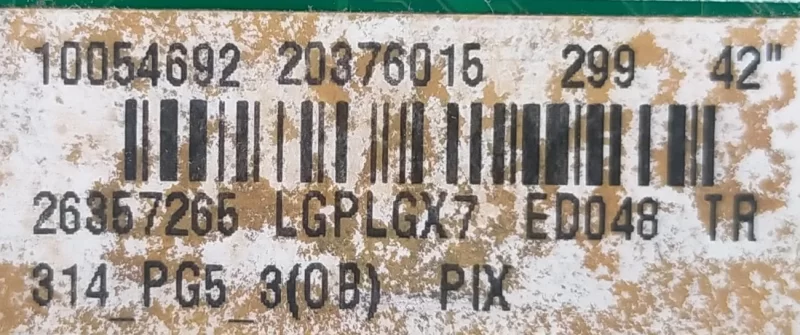 10054692 20376015 299 42"
26357265 LGPLGX7 ED048 TR
314_PG5_3(OB) PIX